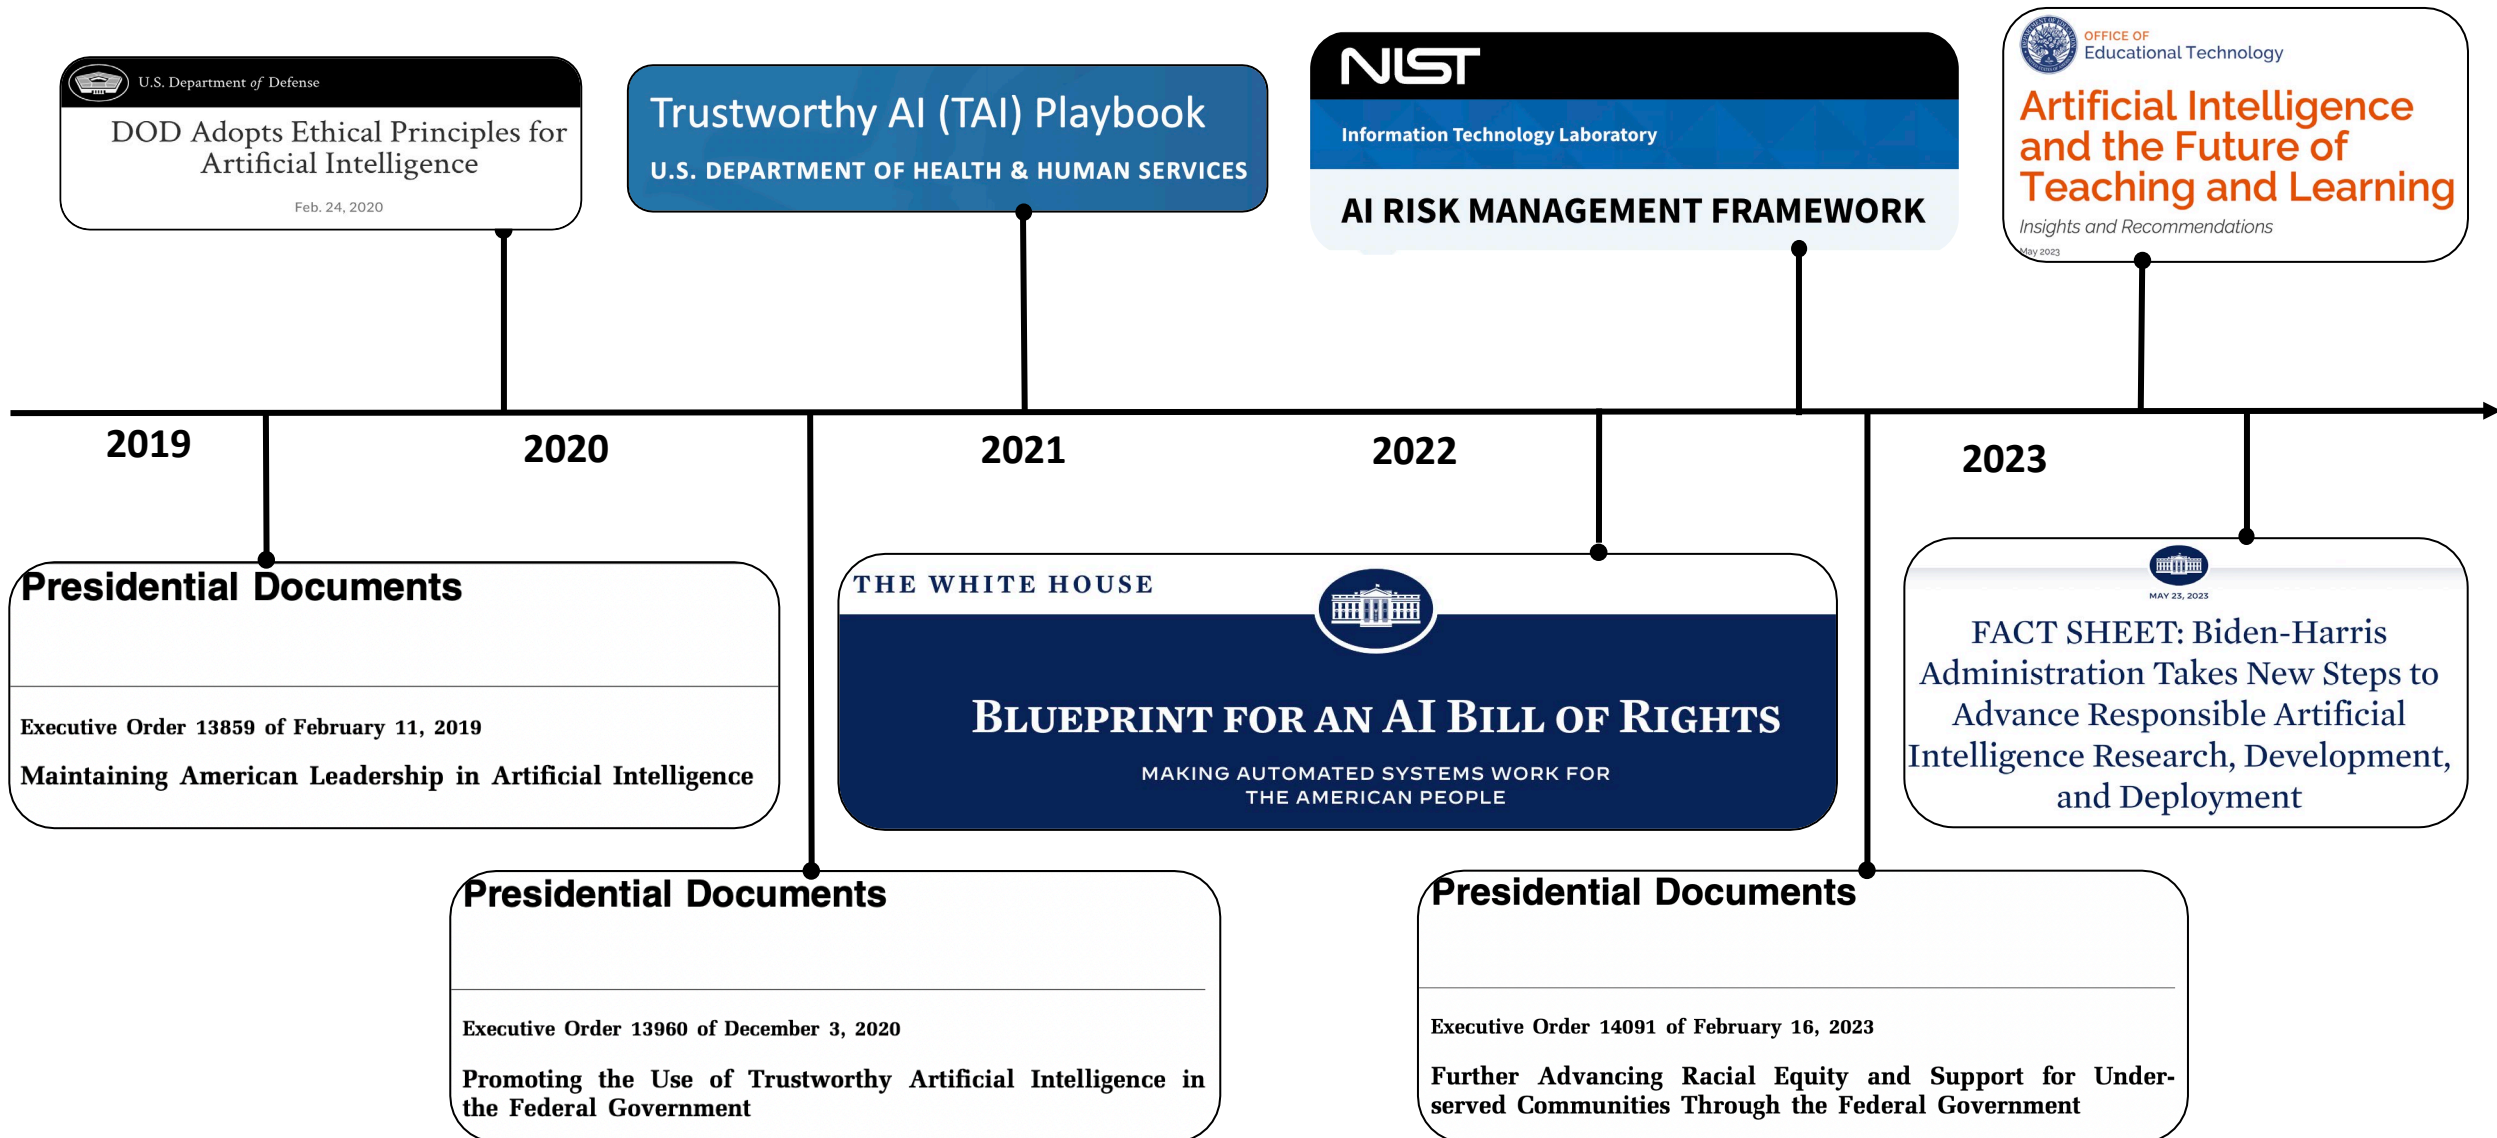 U.S. Department of Defense
DOD Adopts Ethical Principles for
Artificial Intelligence
Feb. 24, 2020
Trustworthy AI (TAI) Playbook
U.S. DEPARTMENT OF HEALTH & HUMAN SERVICES
NIST
Information Technology Laboratory
AI RISK MANAGEMENT FRAMEWORK
OFFICE OF
Educational Technology
Artificial Intelligence
and the Future of
Teaching and Learning
Insights and Recommendations
May 2023
2019
2020
2021
2022
2023
Presidential Documents
Executive Order 13859 of February 11, 2019
Maintaining American Leadership in Artificial Intelligence
THE WHITE HOUSE
BLUEPRINT FOR AN AI BILL OF RIGHTS
MAKING AUTOMATED SYSTEMS WORK FOR
THE AMERICAN PEOPLE
MAY 23, 2023
FACT SHEET: Biden-Harris
Administration Takes New Steps to
Advance Responsible Artificial
Intelligence Research, Development,
and Deployment
Presidential Documents
Executive Order 13960 of December 3, 2020
Promoting the Use of Trustworthy Artificial Intelligence in
the Federal Government
Presidential Documents
Executive Order 14091 of February 16, 2023
Further Advancing Racial Equity and Support for Under-
served Communities Through the Federal Government